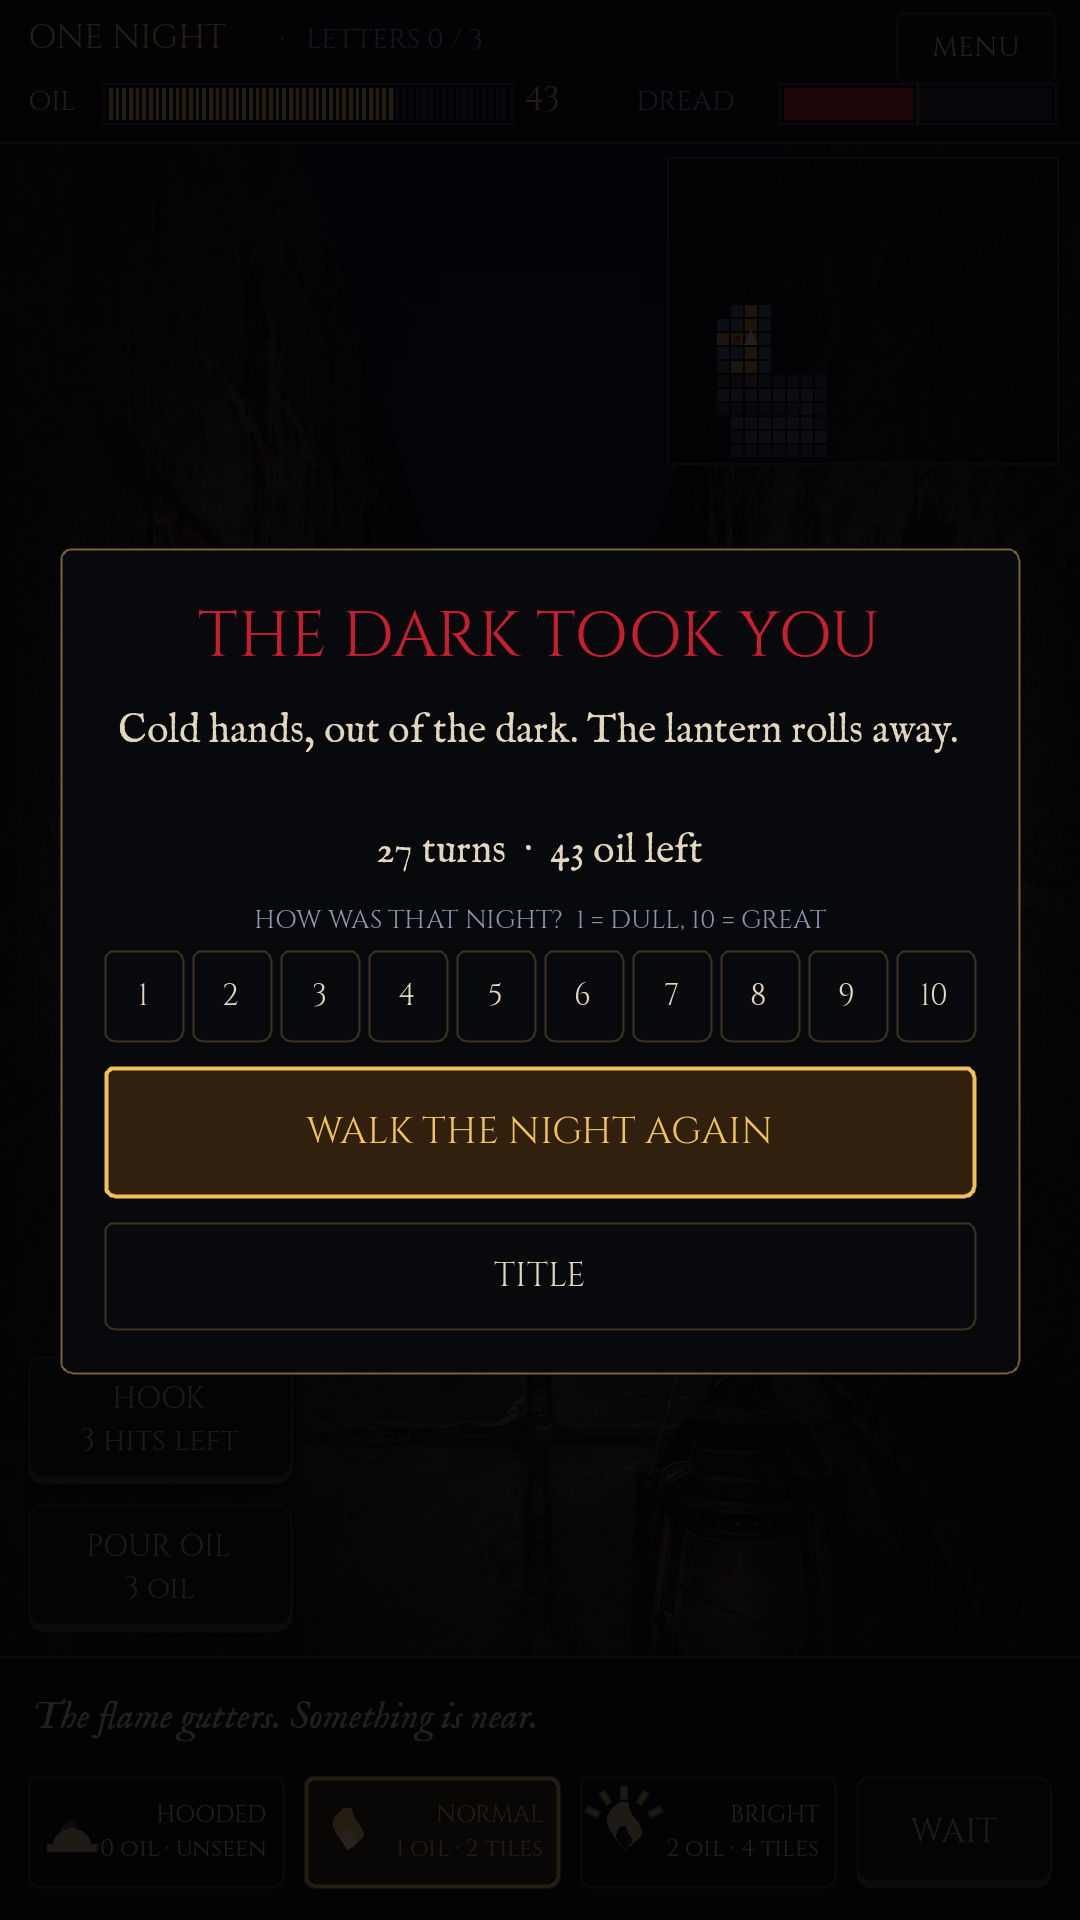 ONE NIGHT · LETTERS 0 / 3
MENU
OIL 43 DREAD
THE DARK TOOK YOU
Cold hands, out of the dark. The lantern rolls away.
27 turns · 43 oil left
HOW WAS THAT NIGHT? 1 = DULL, 10 = GREAT
1 2 3 4 5 6 7 8 9 10
WALK THE NIGHT AGAIN
TITLE
HOOK
3 HITS LEFT
POUR OIL
3 OIL
The flame gutters. Something is near.
HOODED
0 OIL · UNSEEN
NORMAL
1 OIL · 2 TILES
BRIGHT
2 OIL · 4 TILES
WAIT